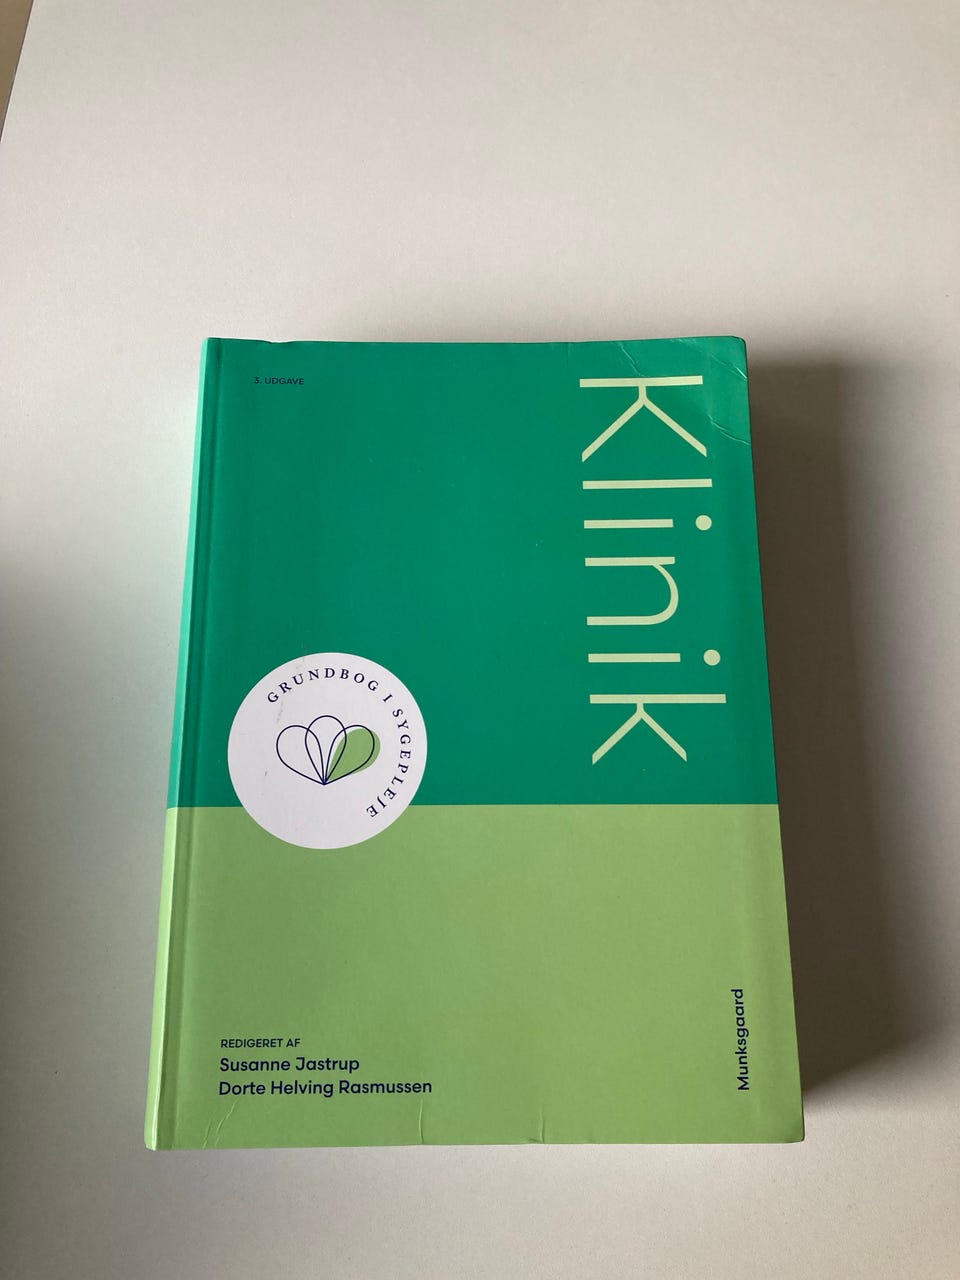 3. UDGAVE
Klinik
GRUNDBOG I SYGEPLEJE
REDIGERET AF
Susanne Jastrup
Dorte Helving Rasmussen
Munksgaard